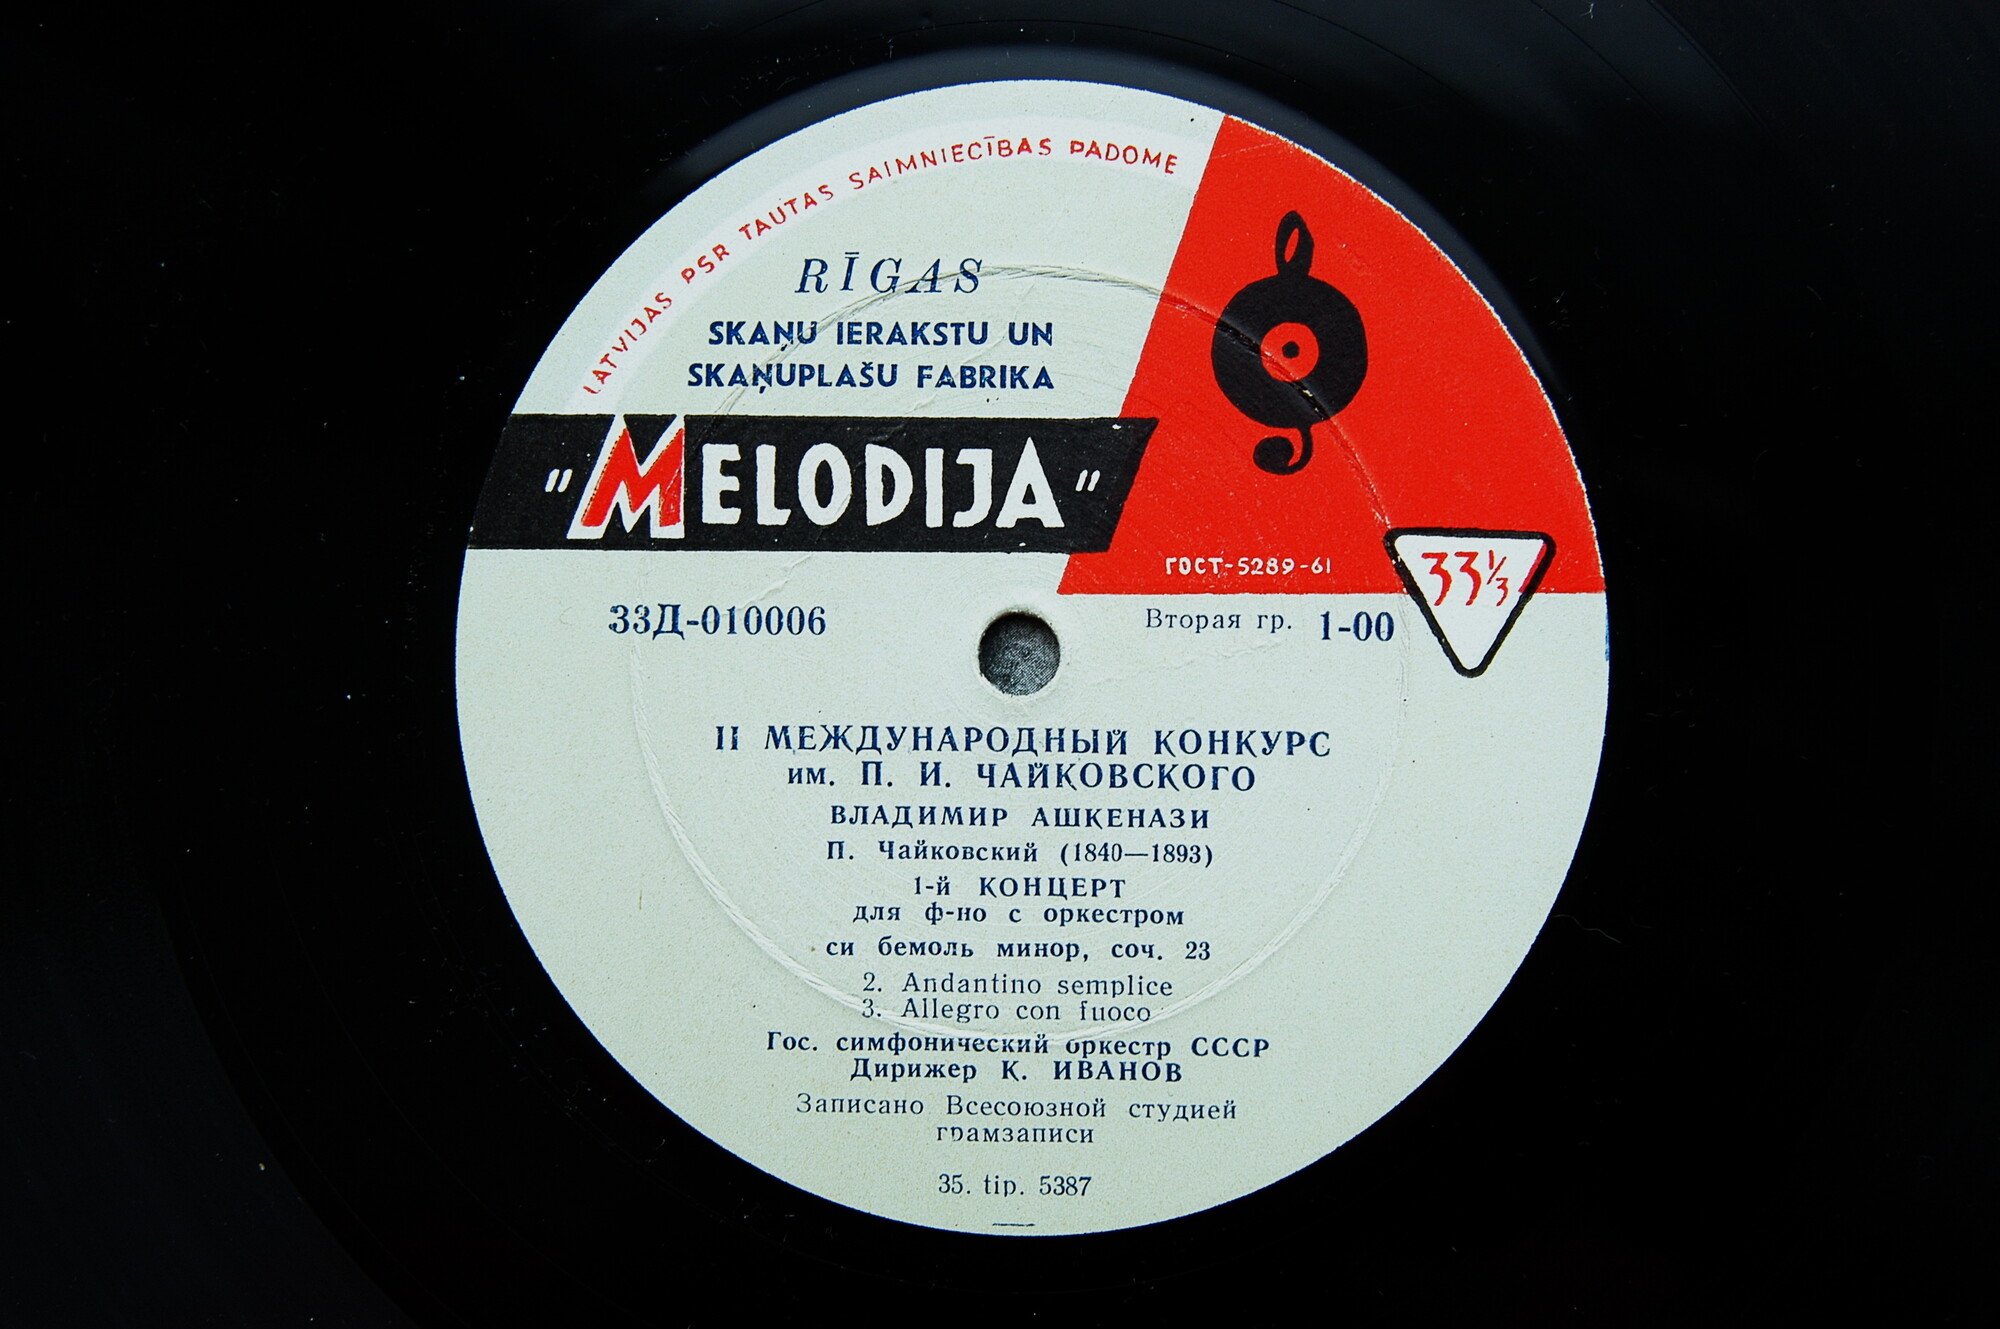 LATVIJAS PSR TAUTAS SAIMNIECĪBAS PADOME
RĪGAS
SKAŅU IERAKSTU UN
SKAŅUPLAŠU FABRIKA
"MELODIJA"
ГОСТ-5289-61
33⅓
33Д-010006
Вторая гр. 1-00
II МЕЖДУНАРОДНЫЙ КОНКУРС
им. П. И. ЧАЙКОВСКОГО
ВЛАДИМИР АШКЕНАЗИ
П. Чайковский (1840—1893)
1-й КОНЦЕРТ
для ф-но с оркестром
си бемоль минор, соч. 23
2. Andantino semplice
3. Allegro con fuoco
Гос. симфонический оркестр СССР
Дирижер К. ИВАНОВ
Записано Всесоюзной студией
грамзаписи
35. tip. 5387